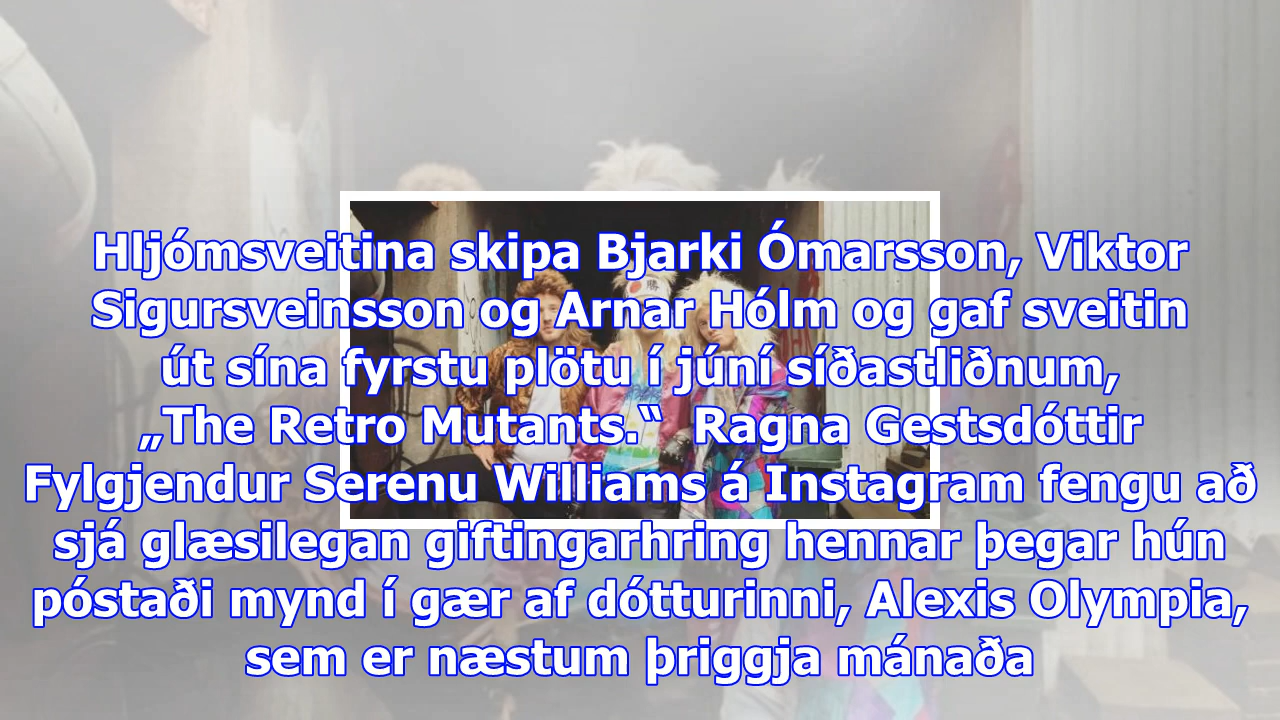 Hljómsveitina skipa Bjarki Ómarsson, Viktor
Sigursveinsson og Arnar Hólm og gaf sveitin
út sína fyrstu plötu í júní síðastliðnum,
„The Retro Mutants.“  Ragna Gestsdóttir
Fylgjendur Serenu Williams á Instagram fengu að
sjá glæsilegan giftingarhring hennar þegar hún
póstaði mynd í gær af dótturinni, Alexis Olympia,
sem er næstum þriggja mánaða